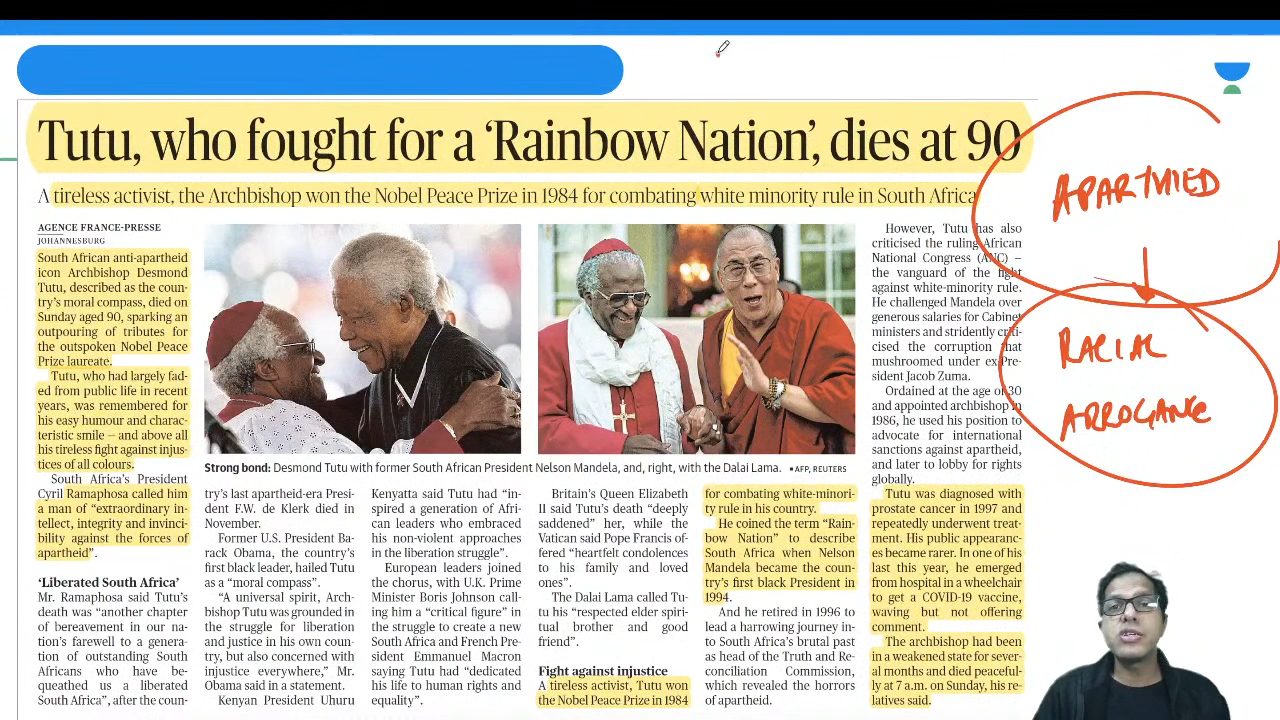 Tutu, who fought for a ‘Rainbow Nation’, dies at 90
A tireless activist, the Archbishop won the Nobel Peace Prize in 1984 for combating white minority rule in South Africa
AGENCE FRANCE-PRESSE
JOHANNESBURG
South African anti-apartheid
icon Archbishop Desmond
Tutu, described as the coun-
try’s moral compass, died on
Sunday aged 90, sparking an
outpouring of tributes for
the outspoken Nobel Peace
Prize laureate.
Tutu, who had largely fad-
ed from public life in recent
years, was remembered for
his easy humour and charac-
teristic smile — and above all
his tireless fight against injus-
tices of all colours.
South Africa’s President
Cyril Ramaphosa called him
a man of “extraordinary in-
tellect, integrity and invinci-
bility against the forces of
apartheid”.
‘Liberated South Africa’
Mr. Ramaphosa said Tutu’s
death was “another chapter
of bereavement in our na-
tion’s farewell to a genera-
tion of outstanding South
Africans who have be-
queathed us a liberated
South Africa”, after the coun-
Strong bond: Desmond Tutu with former South African President Nelson Mandela, and, right, with the Dalai Lama. ▪ AFP, REUTERS
try’s last apartheid-era Presi-
dent F.W. de Klerk died in
November.
Former U.S. President Ba-
rack Obama, the country’s
first black leader, hailed Tutu
as a “moral compass”.
“A universal spirit, Arch-
bishop Tutu was grounded in
the struggle for liberation
and justice in his own coun-
try, but also concerned with
injustice everywhere,” Mr.
Obama said in a statement.
Kenyan President Uhuru
Kenyatta said Tutu had “in-
spired a generation of Afri-
can leaders who embraced
his non-violent approaches
in the liberation struggle”.
European leaders joined
the chorus, with U.K. Prime
Minister Boris Johnson call-
ing him a “critical figure” in
the struggle to create a new
South Africa and French Pre-
sident Emmanuel Macron
saying Tutu had “dedicated
his life to human rights and
equality”.
Britain’s Queen Elizabeth
II said Tutu’s death “deeply
saddened” her, while the
Vatican said Pope Francis of-
fered “heartfelt condolences
to his family and loved
ones”.
The Dalai Lama called Tu-
tu his “respected elder spiri-
tual brother and good
friend”.
Fight against injustice
A tireless activist, Tutu won
the Nobel Peace Prize in 1984
for combating white-minori-
ty rule in his country.
He coined the term “Rain-
bow Nation” to describe
South Africa when Nelson
Mandela became the coun-
try’s first black President in
1994.
And he retired in 1996 to
lead a harrowing journey in-
to South Africa’s brutal past
as head of the Truth and Re-
conciliation Commission,
which revealed the horrors
of apartheid.
However, Tutu has also
criticised the ruling African
National Congress (ANC) —
the vanguard of the fight
against white-minority rule.
He challenged Mandela over
generous salaries for Cabinet
ministers and stridently criti-
cised the corruption that
mushroomed under ex-Pre-
sident Jacob Zuma.
Ordained at the age of 30
and appointed archbishop in
1986, he used his position to
advocate for international
sanctions against apartheid,
and later to lobby for rights
globally.
Tutu was diagnosed with
prostate cancer in 1997 and
repeatedly underwent treat-
ment. His public appearanc-
es became rarer. In one of his
last this year, he emerged
from hospital in a wheelchair
to get a COVID-19 vaccine,
waving but not offering
comment.
The archbishop had been
in a weakened state for sever-
al months and died peaceful-
ly at 7 a.m. on Sunday, his re-
latives said.
APARTHIED
RACIAL
ARROGANCE